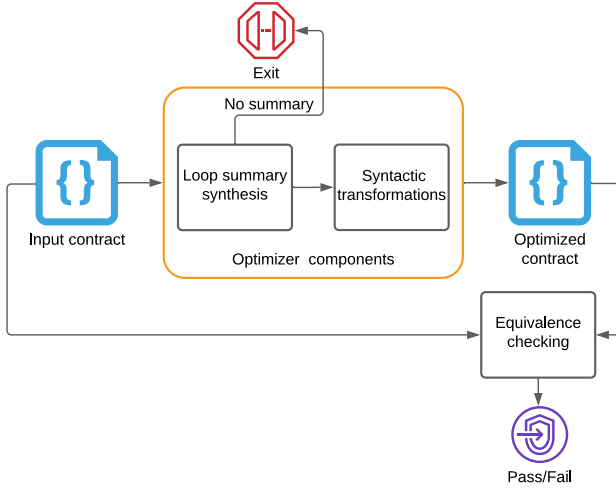 Exit
No summary
Loop summary
synthesis
Syntactic
transformations
Input contract
Optimizer components
Optimized
contract
Equivalence
checking
Pass/Fail